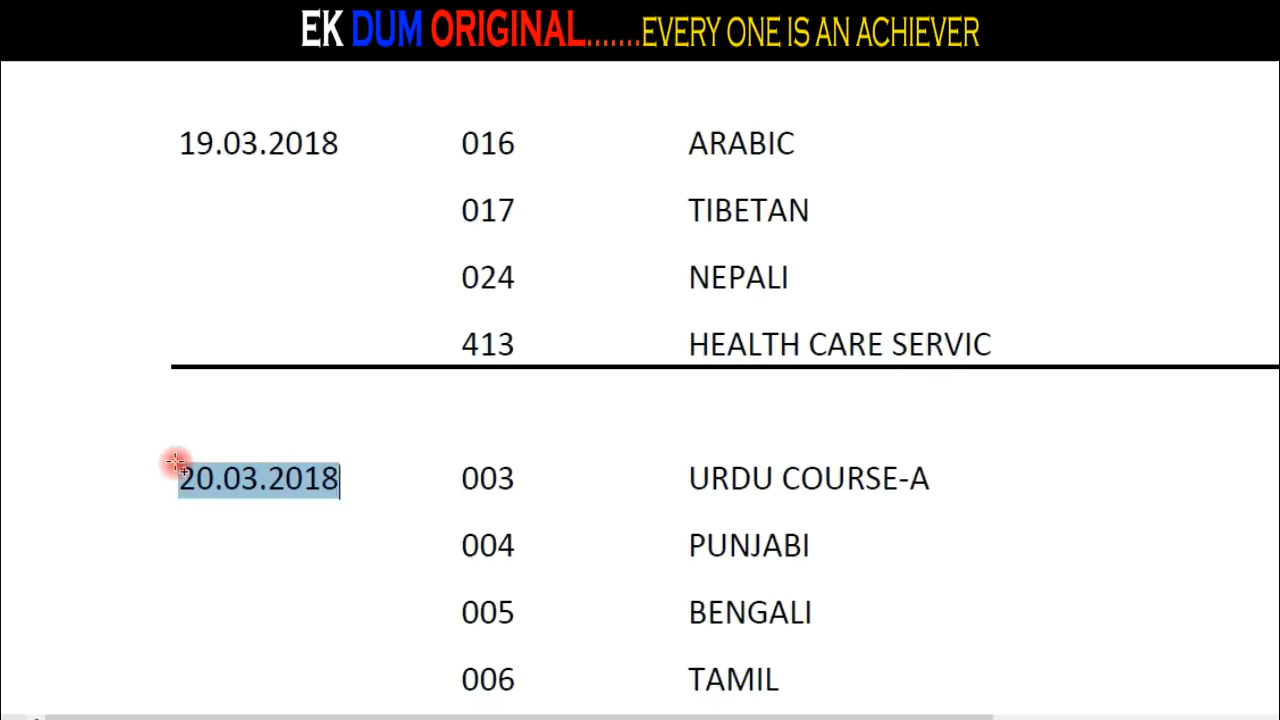 EK DUM ORIGINAL.......EVERY ONE IS AN ACHIEVER
19.03.2018 016 ARABIC
017 TIBETAN
024 NEPALI
413 HEALTH CARE SERVIC
20.03.2018 003 URDU COURSE-A
004 PUNJABI
005 BENGALI
006 TAMIL